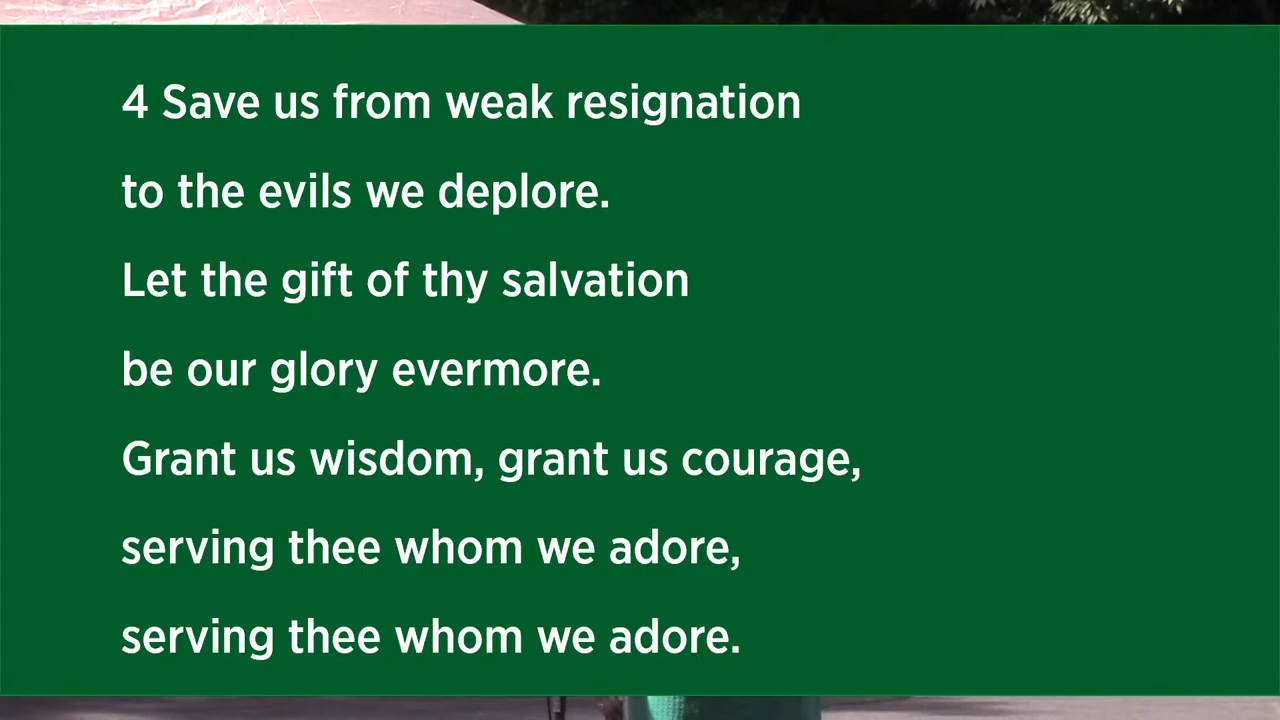 4 Save us from weak resignation
to the evils we deplore.
Let the gift of thy salvation
be our glory evermore.
Grant us wisdom, grant us courage,
serving thee whom we adore,
serving thee whom we adore.